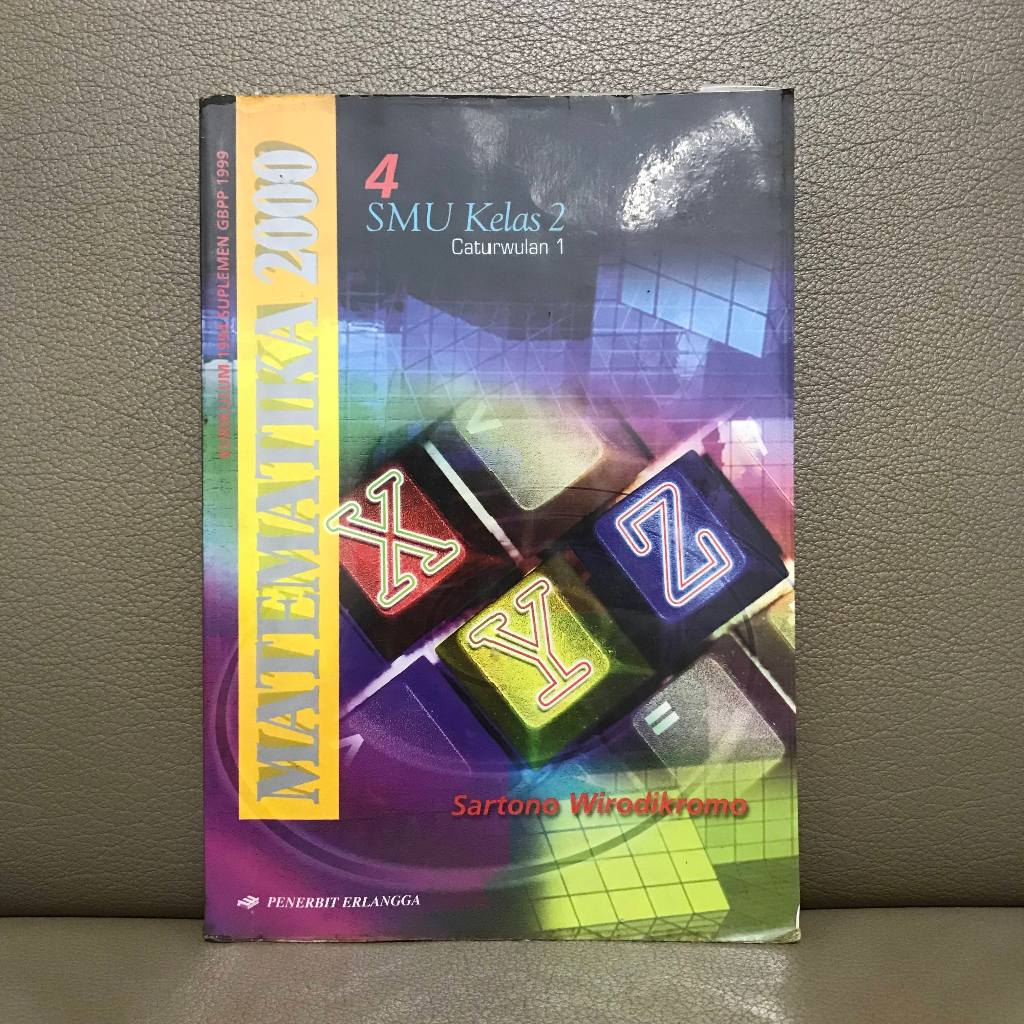 KURIKULUM 1994 SUPLEMEN GBPP 1999
MATEMATIKA 2000
4
SMU Kelas 2
Caturwulan 1
X
Y
Z
=
Sartono Wirodikromo
PENERBIT ERLANGGA